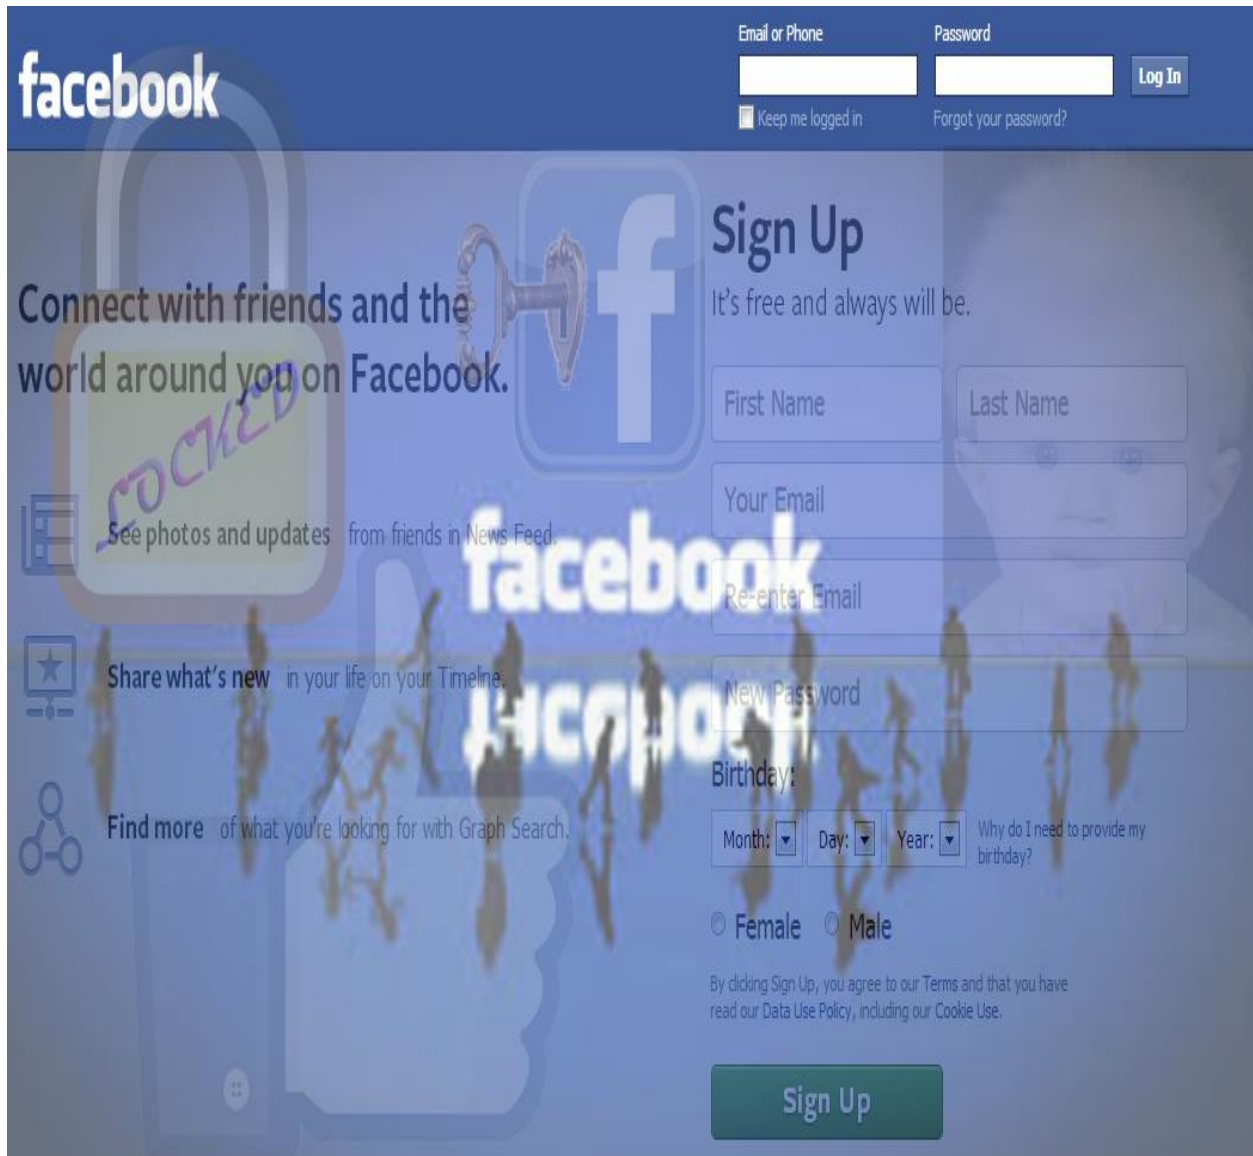 facebook
Email or Phone
Password
Log In
Keep me logged in
Forgot your password?
Connect with friends and the
world around you on Facebook.
LOCKED
See photos and updates from friends in News Feed.
Share what's new in your life on your Timeline.
Find more of what you're looking for with Graph Search.
f
facebook
facebook
Sign Up
It's free and always will be.
First Name
Last Name
Your Email
Re-enter Email
New Password
Birthday:
Month: Day: Year:
Why do I need to provide my
birthday?
Female Male
By clicking Sign Up, you agree to our Terms and that you have
read our Data Use Policy, including our Cookie Use.
Sign Up